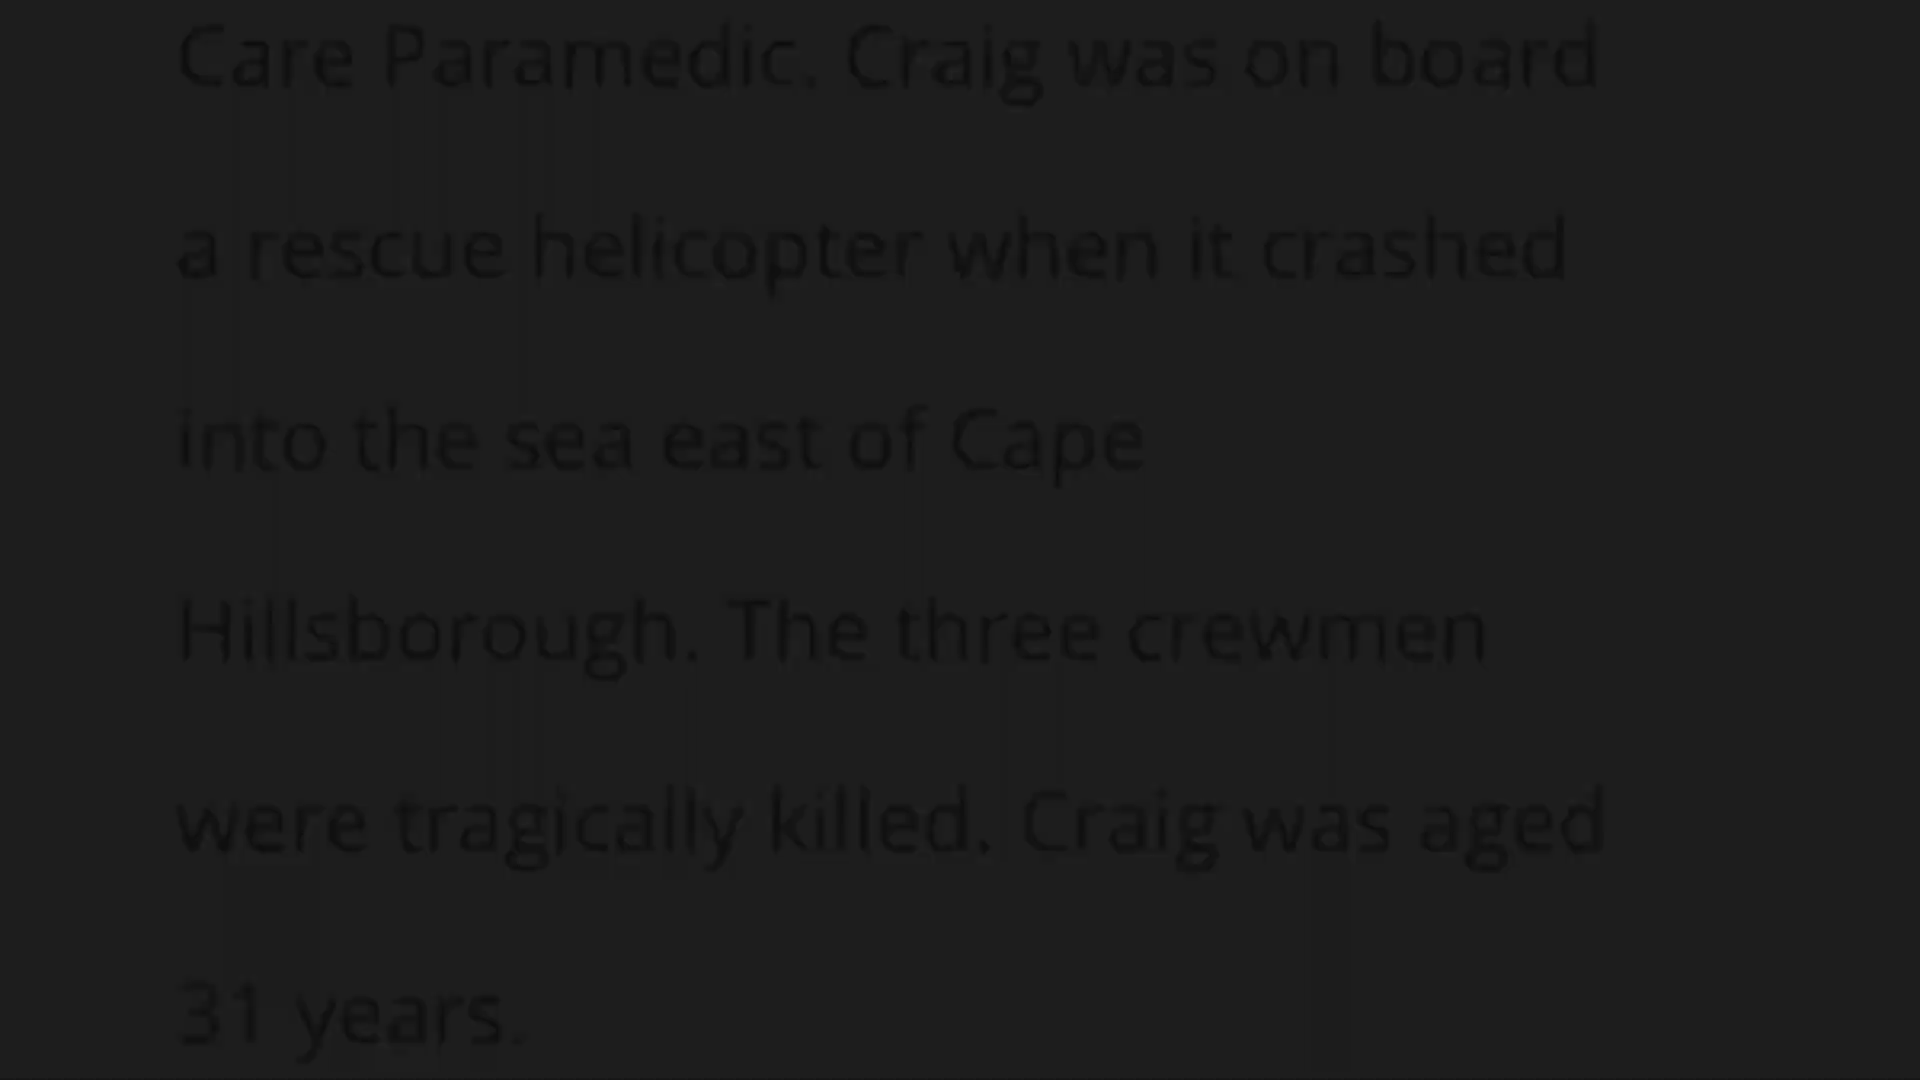 Care Paramedic. Craig was on board
a rescue helicopter when it crashed
into the sea east of Cape
Hillsborough. The three crewmen
were tragically killed. Craig was aged
31 years.